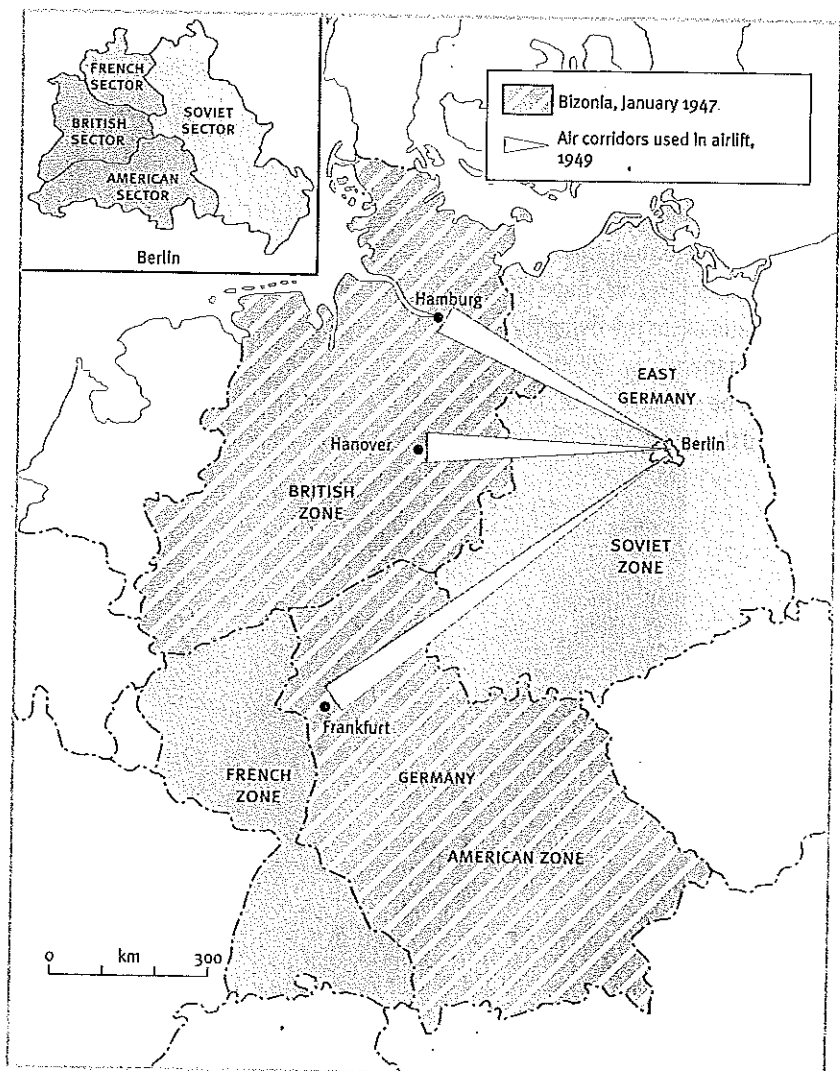 FRENCH
SECTOR
SOVIET
SECTOR
BRITISH
SECTOR
AMERICAN
SECTOR
Berlin
Bizonia, January 1947.
Air corridors used in airlift,
1949
Hamburg
EAST
GERMANY
Hanover
Berlin
BRITISH
ZONE
SOVIET
ZONE
Frankfurt
FRENCH
ZONE
GERMANY
AMERICAN ZONE
0 km 300